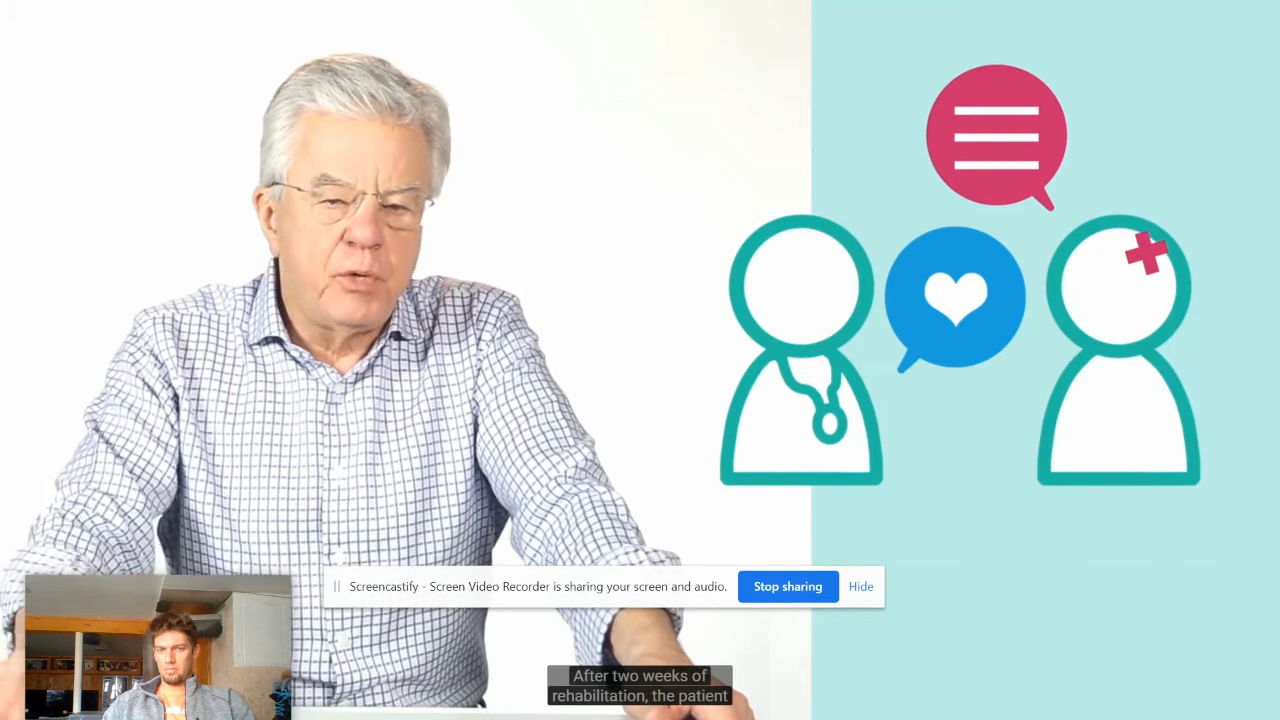 Screencastify - Screen Video Recorder is sharing your screen and audio.
Stop sharing
Hide
After two weeks of
rehabilitation, the patient